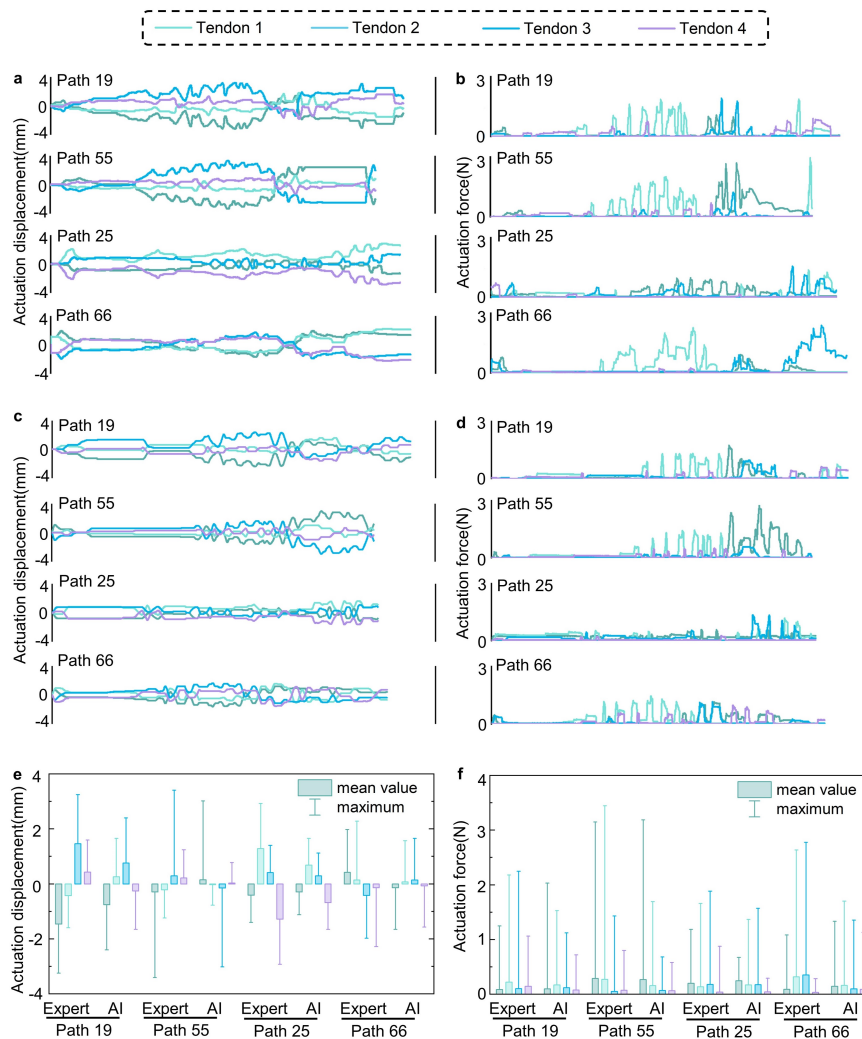 Tendon 1 Tendon 2 Tendon 3 Tendon 4
a
Path 19
4
0
-4
Path 55
4
0
-4
Path 25
4
0
-4
Path 66
4
0
-4
Actuation displacement(mm)
b
Path 19
3
0
Path 55
3
0
Path 25
3
0
Path 66
3
0
Actuation force(N)
c
Path 19
4
0
-4
Path 55
4
0
-4
Path 25
4
0
-4
Path 66
4
0
-4
Actuation displacement(mm)
d
Path 19
3
0
Path 55
3
0
Path 25
3
0
Path 66
3
0
Actuation force(N)
e
mean value
maximum
4
2
0
-2
-4
Actuation displacement(mm)
Expert AI Expert AI Expert AI Expert AI
Path 19 Path 55 Path 25 Path 66
f
mean value
maximum
4
3
2
1
0
Actuation force(N)
Expert AI Expert AI Expert AI Expert AI
Path 19 Path 55 Path 25 Path 66